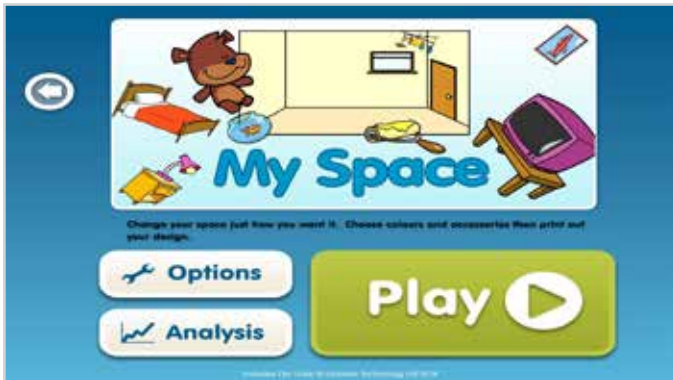 My Space
Change your space just how you want it. Choose colours and accessories then print out
your design.
Options
Play
Analysis